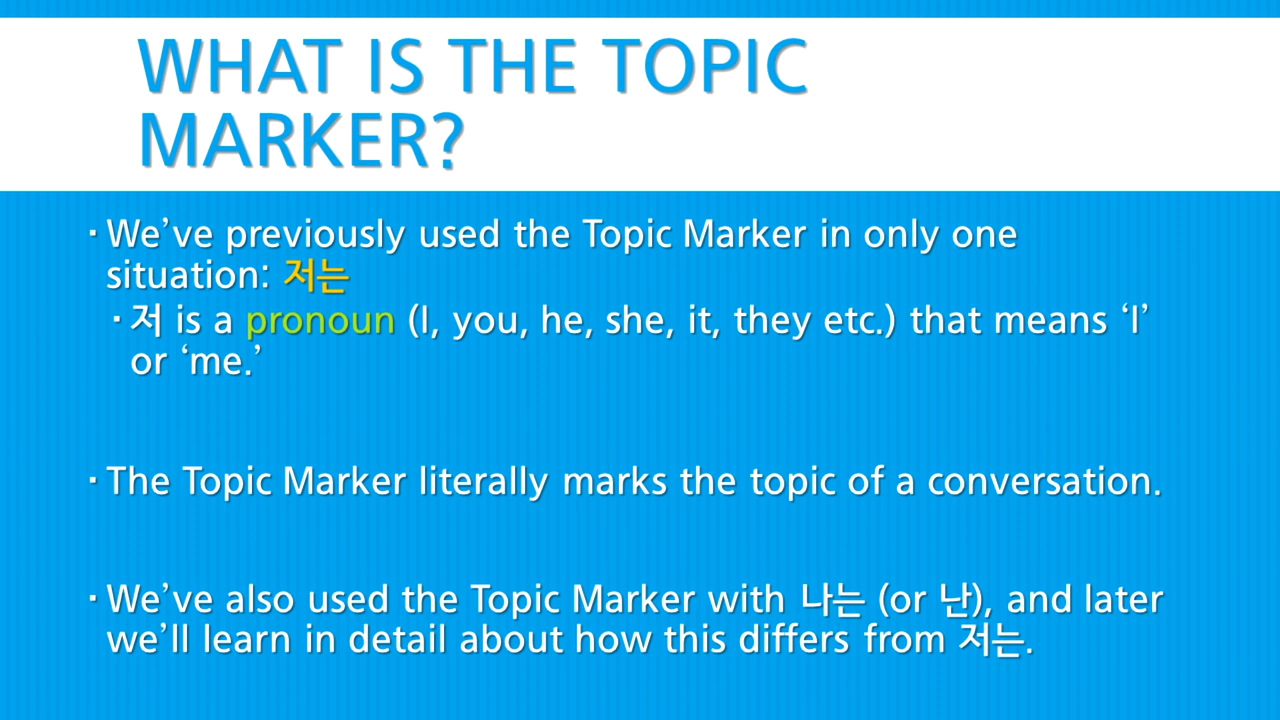 WHAT IS THE TOPIC
MARKER?
· We’ve previously used the Topic Marker in only one
situation: 저는
· 저 is a pronoun (I, you, he, she, it, they etc.) that means ‘I’
or ‘me.’
· The Topic Marker literally marks the topic of a conversation.
· We’ve also used the Topic Marker with 나는 (or 난), and later
we’ll learn in detail about how this differs from 저는.